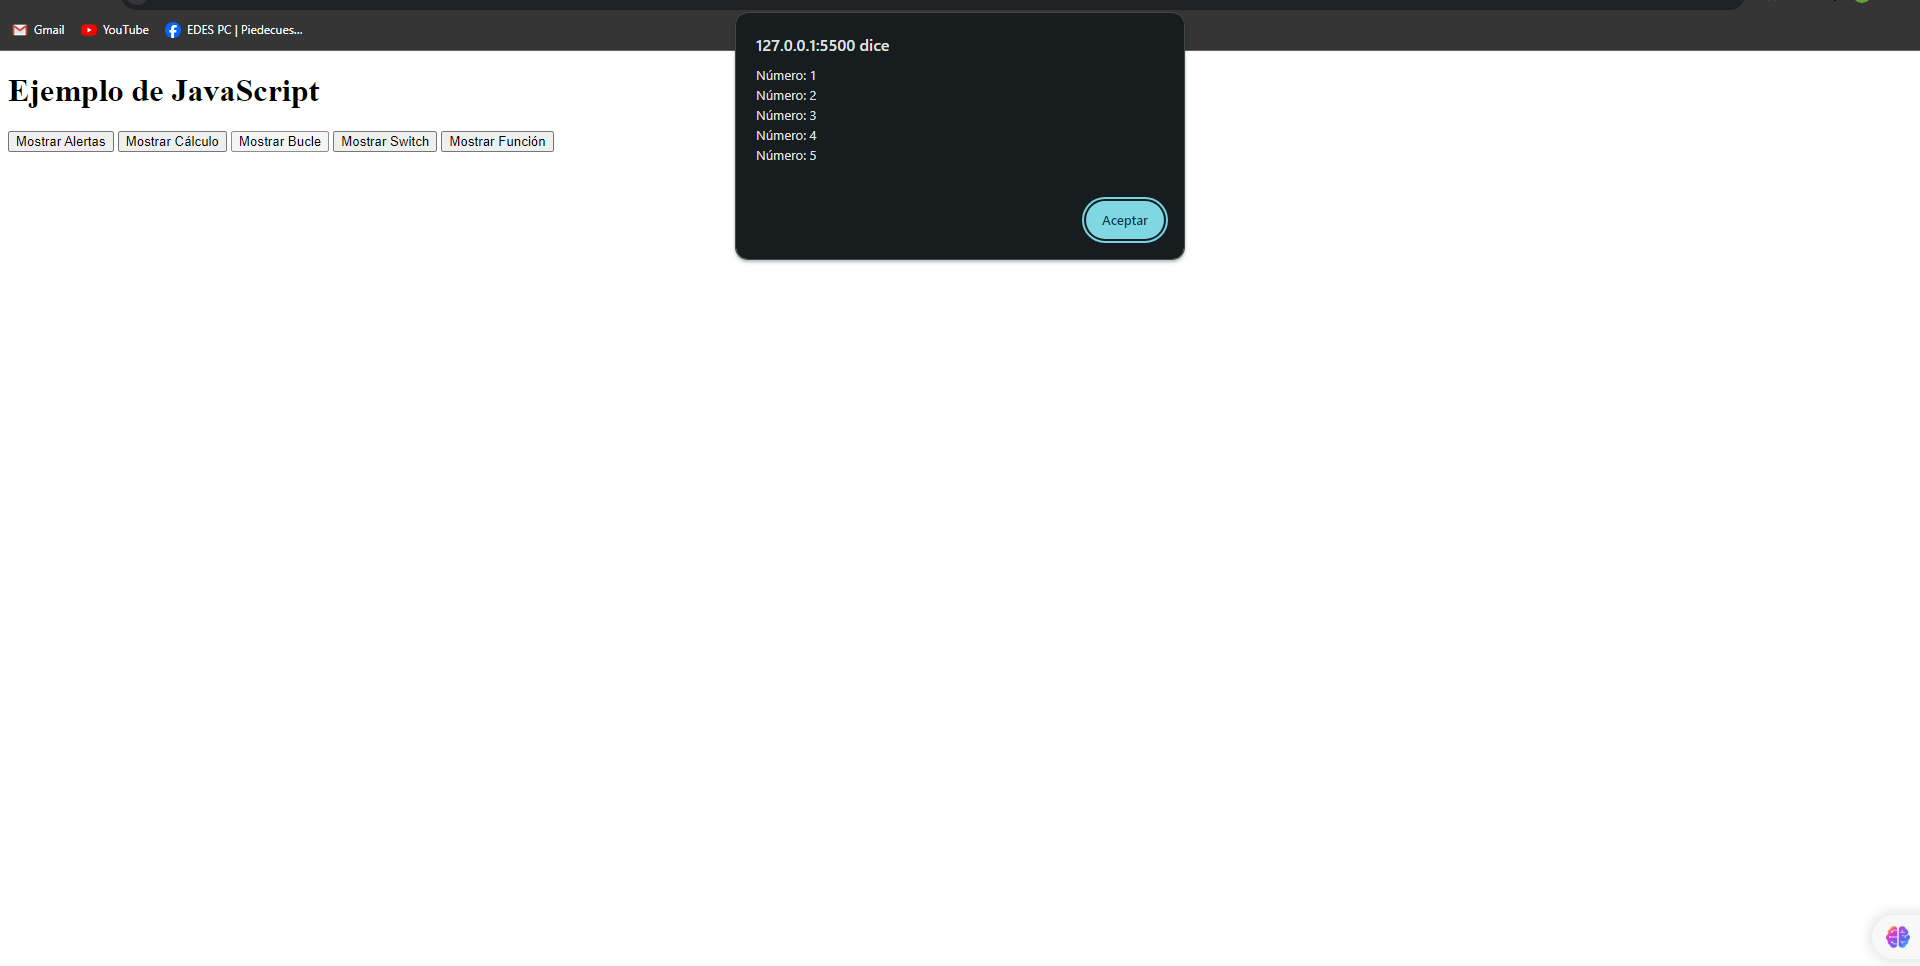 Gmail YouTube EDES PC | Piedecues...
127.0.0.1:5500 dice
Número: 1
Número: 2
Número: 3
Número: 4
Número: 5
Aceptar
Ejemplo de JavaScript
Mostrar Alertas Mostrar Cálculo Mostrar Bucle Mostrar Switch Mostrar Función